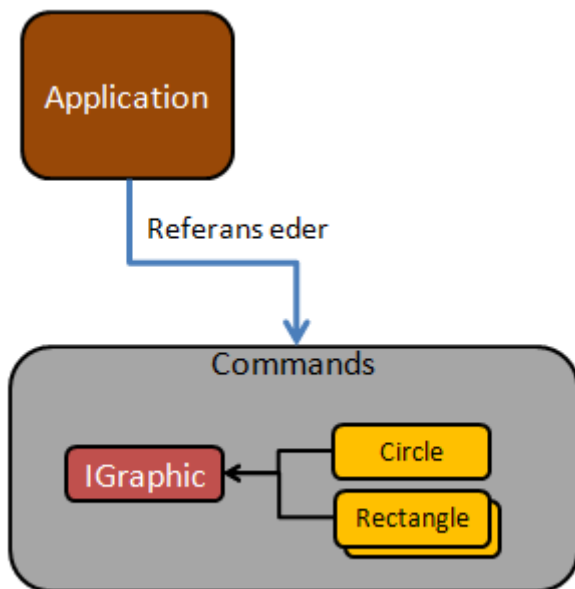 Application
Referans eder
Commands
IGraphic
Circle
Rectangle